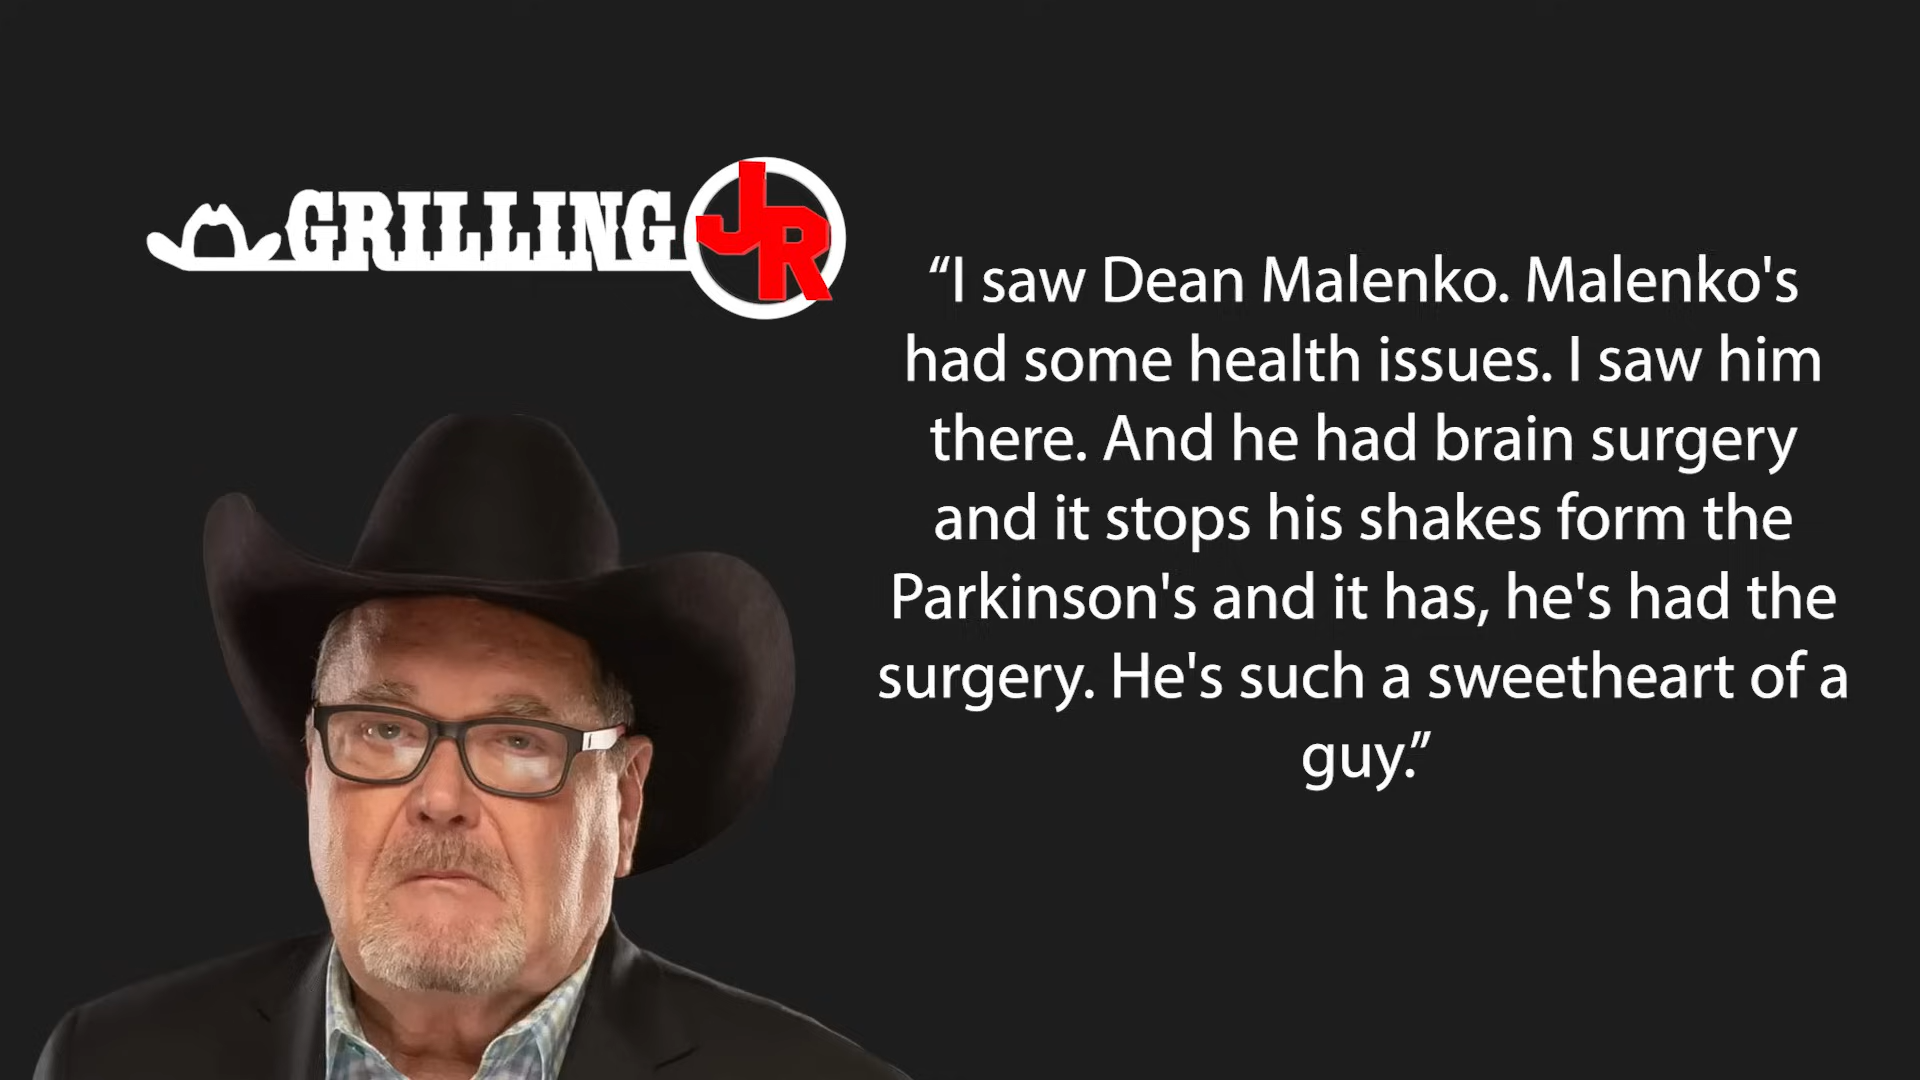 GRILLING JR
“I saw Dean Malenko. Malenko's
had some health issues. I saw him
there. And he had brain surgery
and it stops his shakes form the
Parkinson's and it has, he's had the
surgery. He's such a sweetheart of a
guy.”